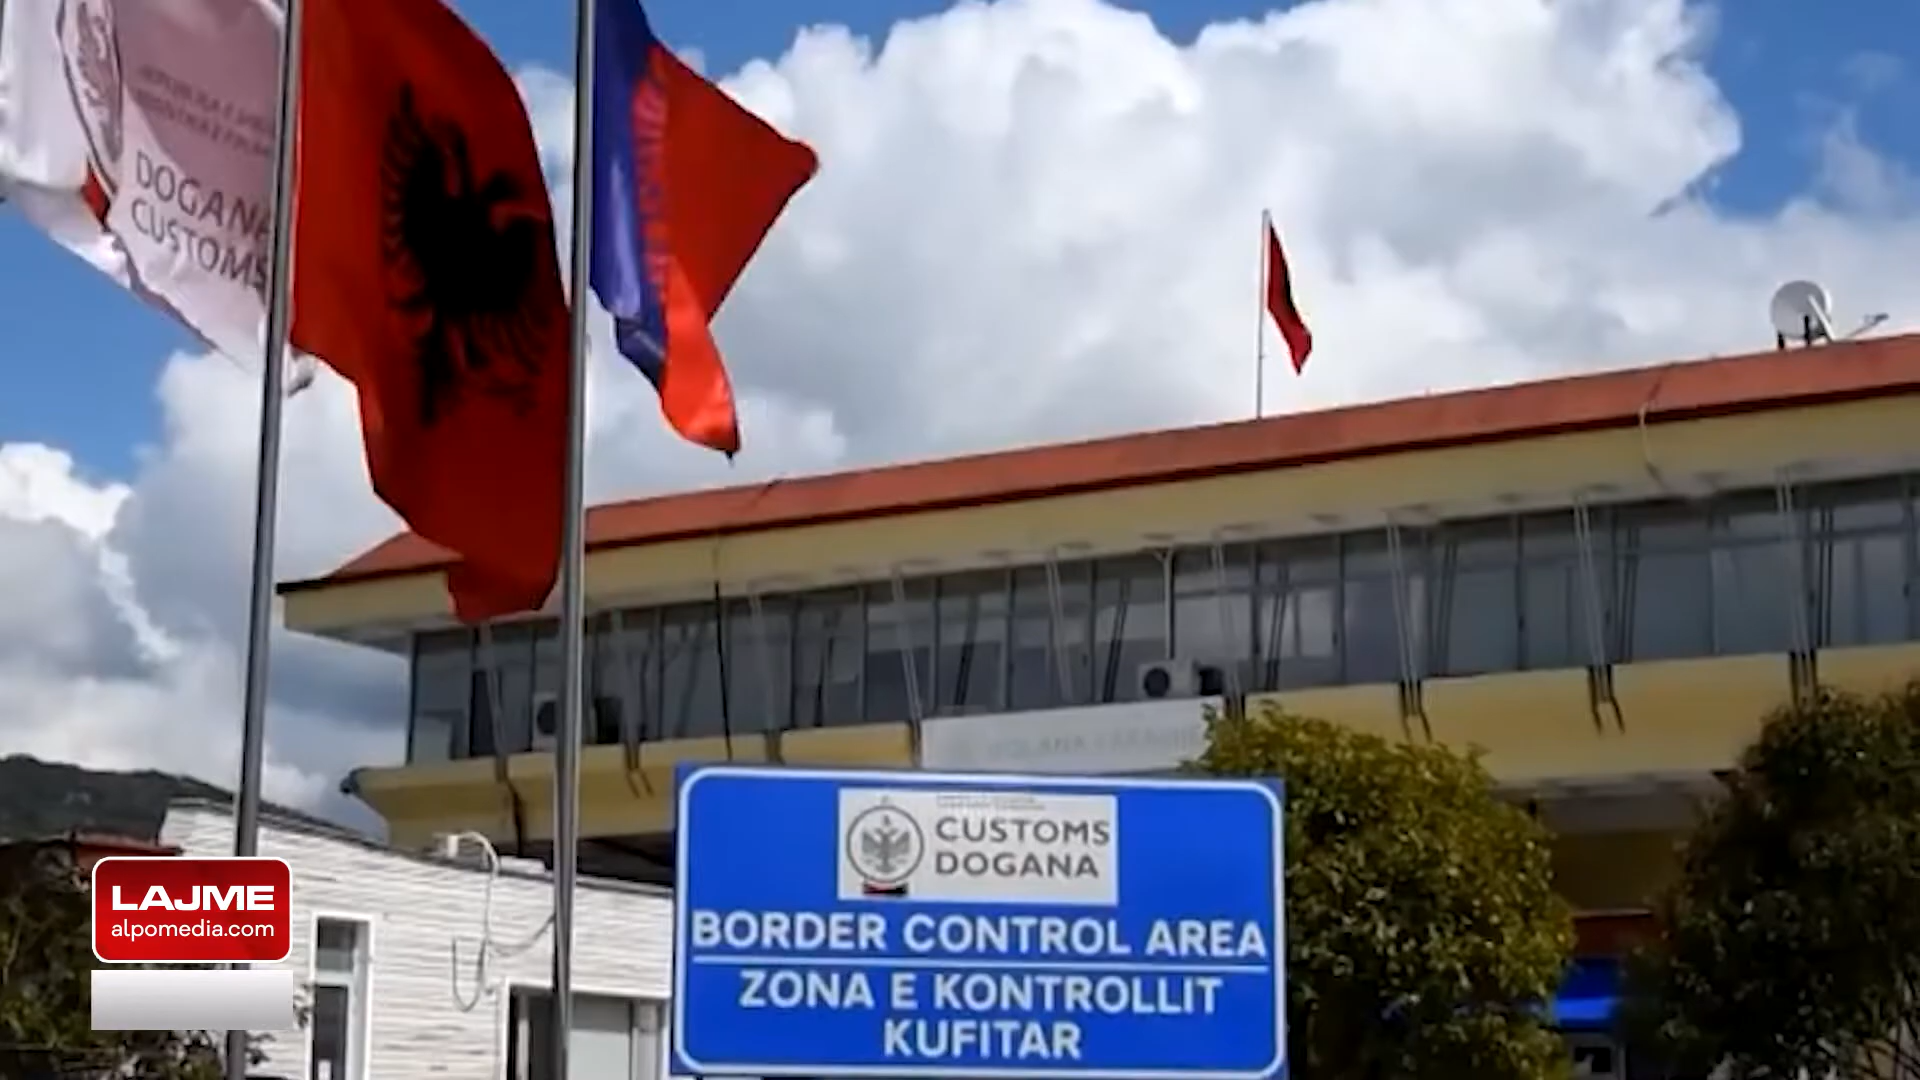 DOGANA
CUSTOMS
CUSTOMS
DOGANA
BORDER CONTROL AREA
ZONA E KONTROLLIT
KUFITAR
LAJME
alpomedia.com